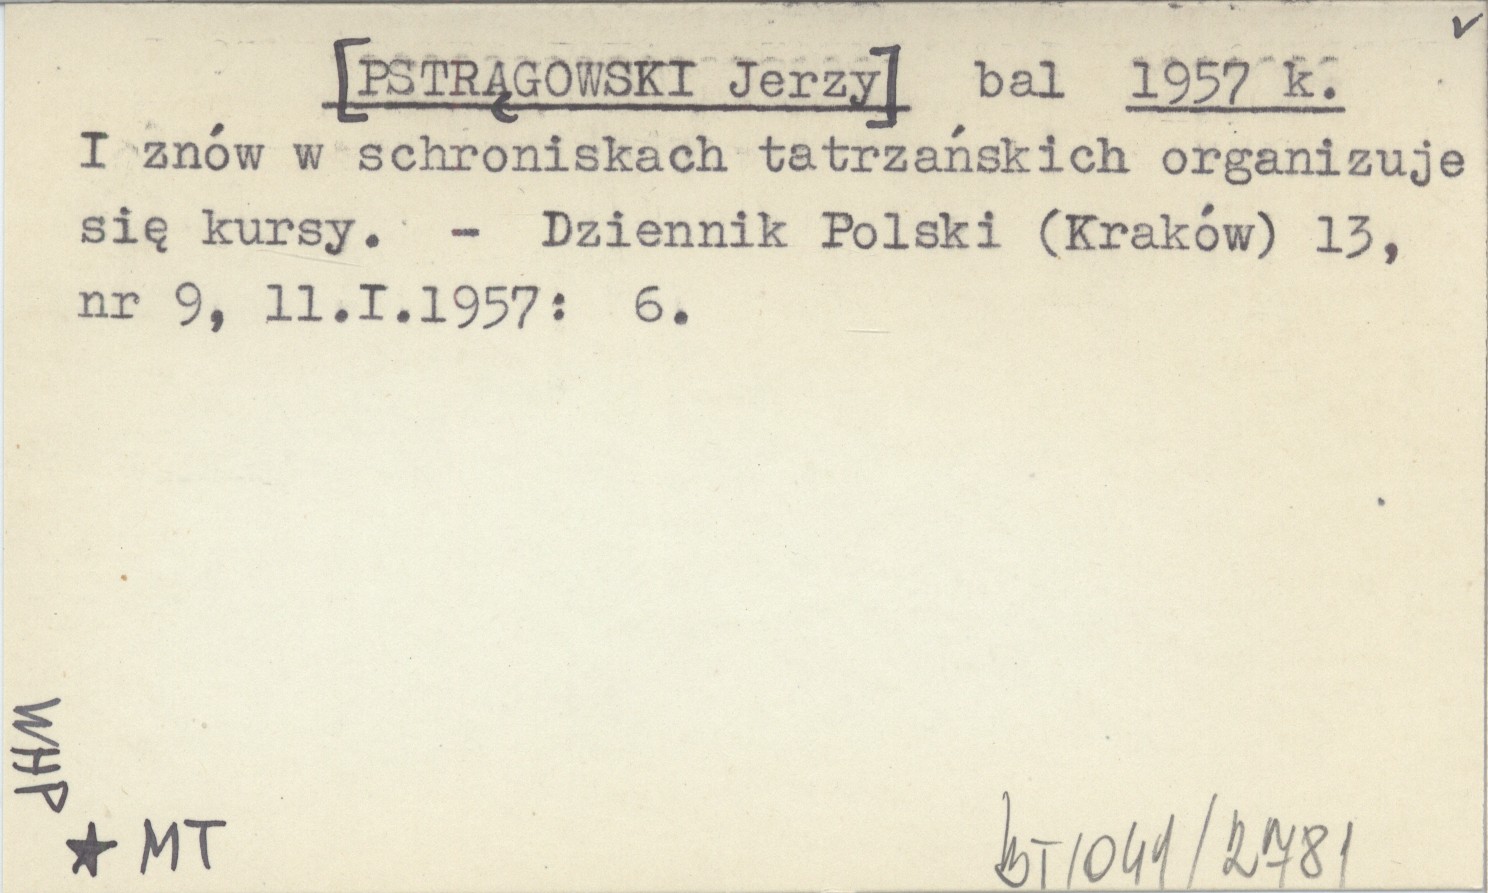 [PSTRĄGOWSKI Jerzy] bal 1957 k.
I znów w schroniskach tatrzańskich organizuje
się kursy. - Dziennik Polski (Kraków) 13,
nr 9, 11.I.1957: 6.
WHP
★ MT
/2781